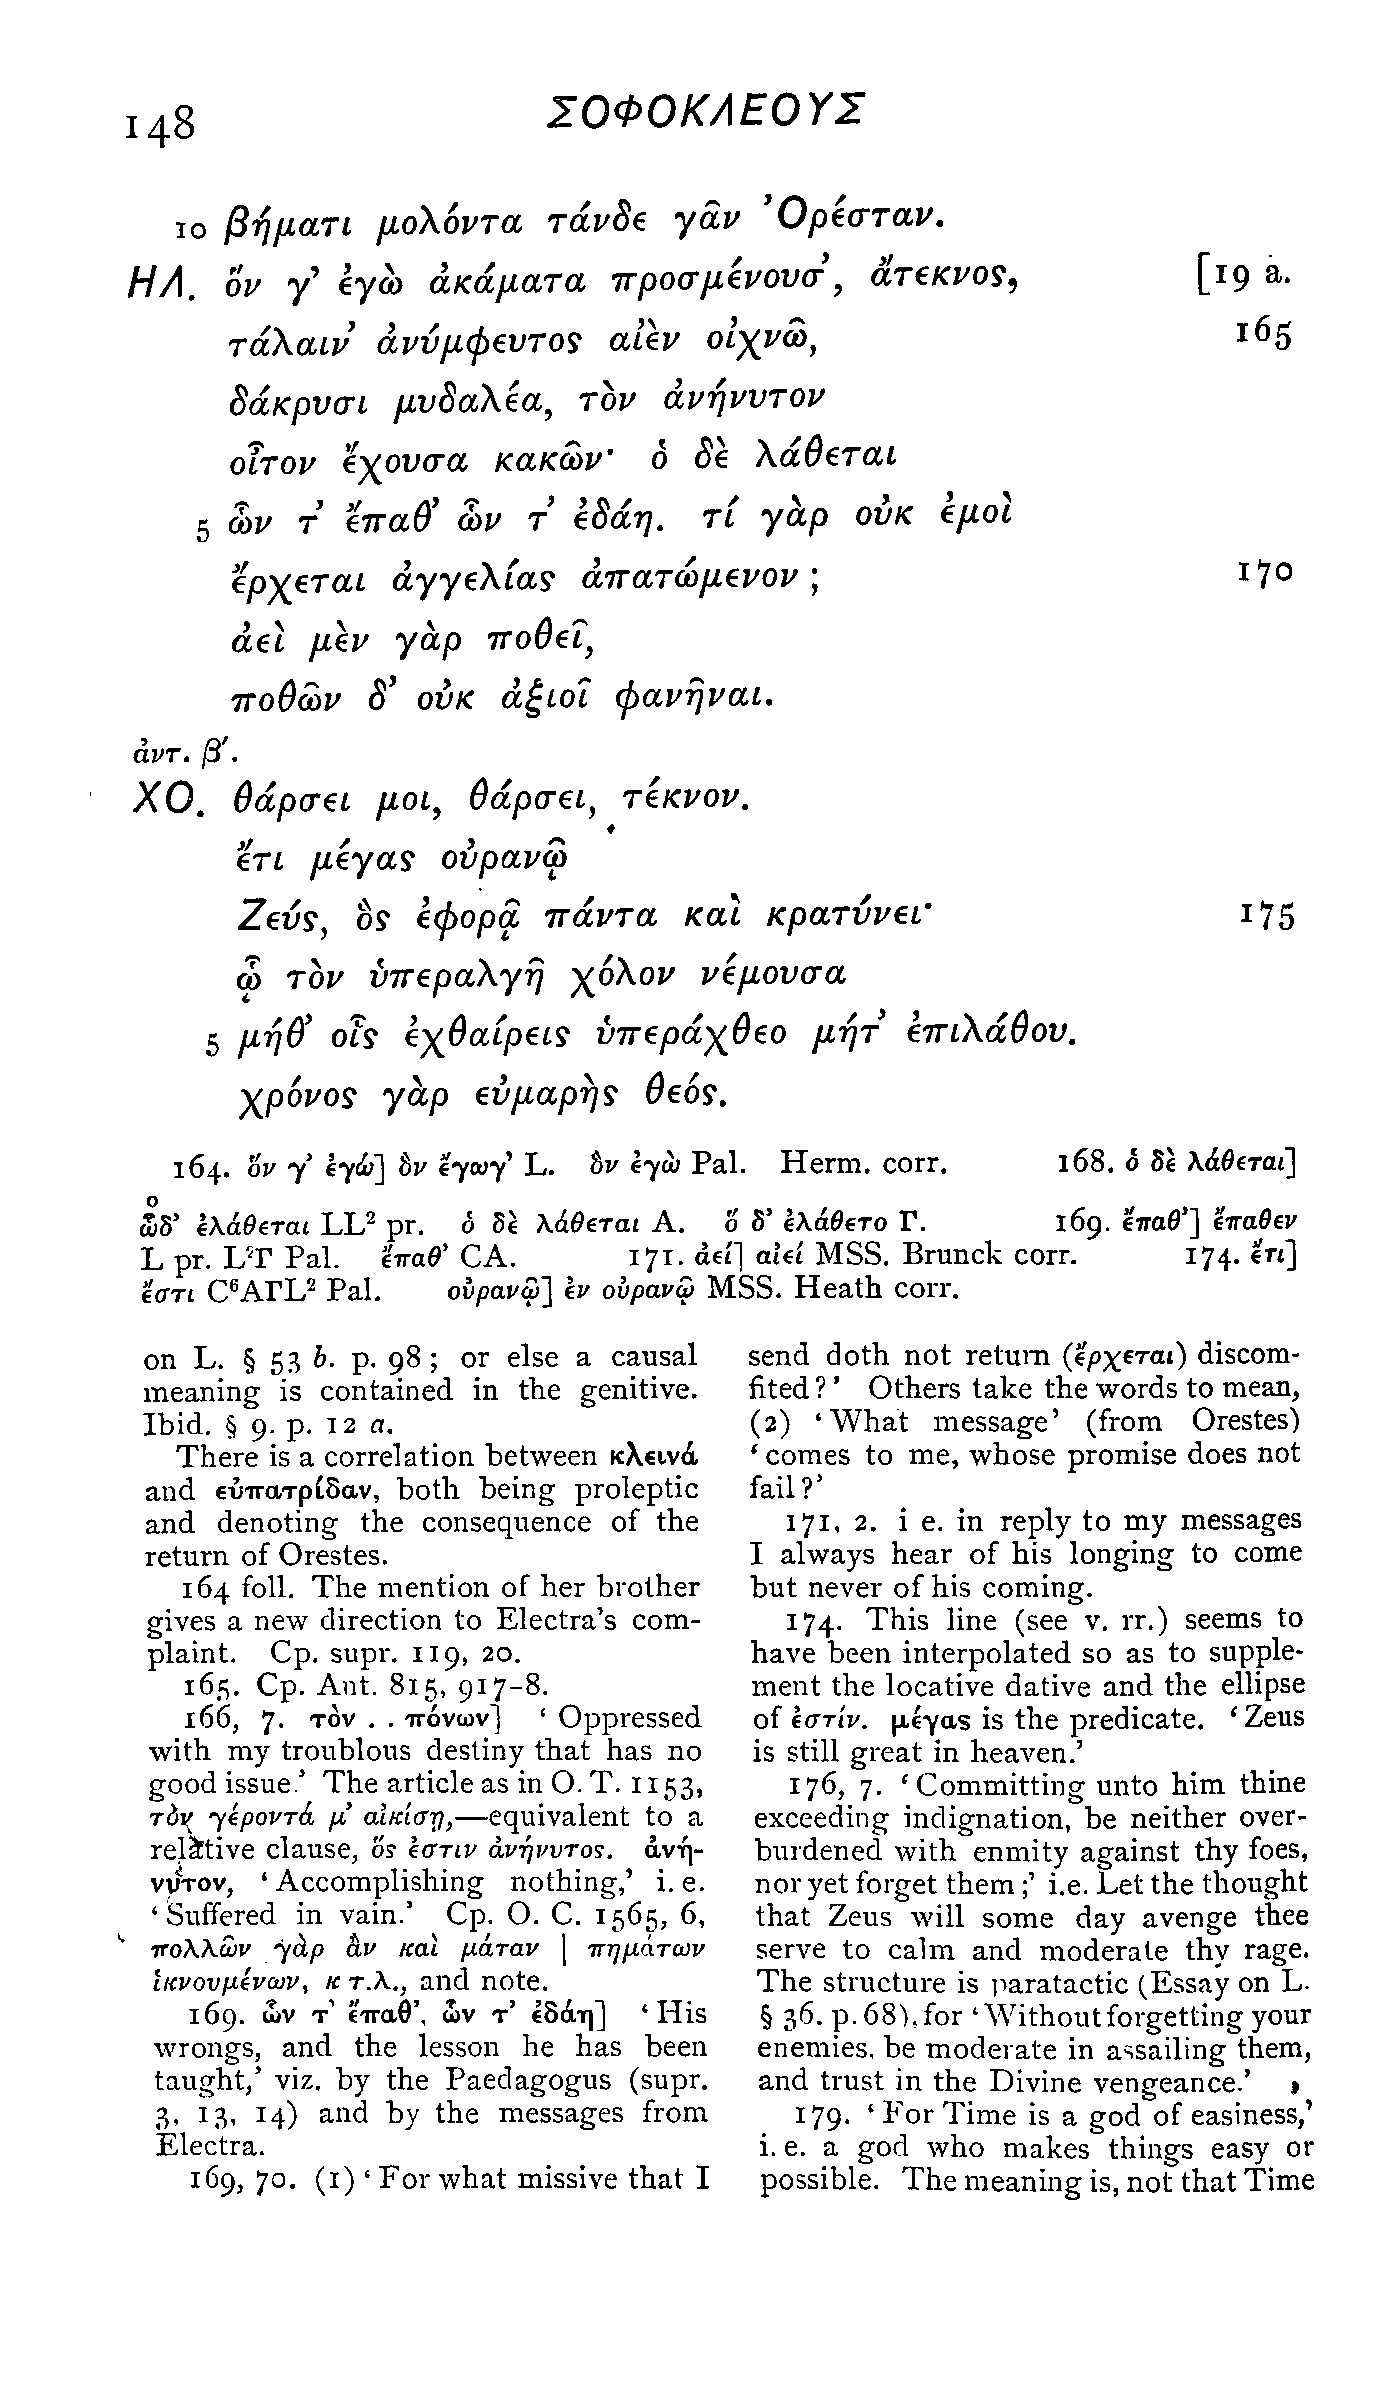 148 ΣΟΦΟΚΛΕΟΥΣ
10 βήματι μολόντα τάνδε γᾶν Ὀρέσταν.
ΗΛ. ὅν γ’ ἐγὼ ἀκάματα προσμένουσ’, ἄτεκνος, [19 a.
τάλαιν’ ἀνύμφευτος αἰὲν οἰχνῶ, 165
δάκρυσι μυδαλέα, τὸν ἀνήνυτον
οἶτον ἔχουσα κακῶν· ὁ δὲ λάθεται
5 ὧν τ’ ἔπαθ’ ὧν τ’ ἐδάη. τί γὰρ οὐκ ἐμοὶ
ἔρχεται ἀγγελίας ἀπατώμενον ; 170
ἀεὶ μὲν γὰρ ποθεῖ,
ποθῶν δ’ οὐκ ἀξιοῖ φανῆναι.
ἀντ. β′.
ΧΟ. θάρσει μοι, θάρσει, τέκνον.
ἔτι μέγας οὐρανῷ
Ζεύς, ὃς ἐφορᾷ πάντα καὶ κρατύνει· 175
ᾧ τὸν ὑπεραλγῆ χόλον νέμουσα
5 μήθ’ οἷς ἐχθαίρεις ὑπεράχθεο μήτ’ ἐπιλάθου.
χρόνος γὰρ εὐμαρὴς θεός.
164. ὅν γ’ ἐγώ] ὃν ἔγωγ’ L. ὃν ἐγὼ Pal. Herm. corr. 168. ὁ δὲ λάθεται]
ο
ὧδ’ ἐλάθεται LL² pr. ὁ δὲ λάθεται A. ὅ δ’ ἐλάθετο Γ. 169. ἔπαθ’] ἔπαθεν
L pr. L²Γ Pal. ἔπαθ’ CA. 171. ἀεί] αἰεί MSS. Brunck corr. 174. ἔτι]
ἔστι C⁶AΓL² Pal. οὐρανῷ] ἐν οὐρανῷ MSS. Heath corr.
on L. § 53 b. p. 98 ; or else a causal
meaning is contained in the genitive.
Ibid. § 9. p. 12 a.
There is a correlation between κλεινά
and εὐπατρίδαν, both being proleptic
and denoting the consequence of the
return of Orestes.
164 foll. The mention of her brother
gives a new direction to Electra’s com-
plaint. Cp. supr. 119, 20.
165. Cp. Ant. 815, 917-8.
166, 7. τὸν . . πόνων] ‘ Oppressed
with my troublous destiny that has no
good issue.’ The article as in O. T. 1153,
τὸν γέροντά μ’ αἰκίσῃ,—equivalent to a
relative clause, ὅς ἐστιν ἀνήνυτος. ἀνή-
νυτον, ‘ Accomplishing nothing,’ i. e.
‘ Suffered in vain.’ Cp. O. C. 1565, 6,
πολλῶν γὰρ ἂν καὶ μάταν | πημάτων
ἱκνουμένων, κ τ.λ., and note.
169. ὧν τ’ ἔπαθ’, ὧν τ’ ἐδάη] ‘ His
wrongs, and the lesson he has been
taught,’ viz. by the Paedagogus (supr.
3, 13, 14) and by the messages from
Electra.
169, 70. (1) ‘ For what missive that I
send doth not return (ἔρχεται) discom-
fited ? ’ Others take the words to mean,
(2) ‘ What message’ (from Orestes)
‘ comes to me, whose promise does not
fail ?’
171, 2. i e. in reply to my messages
I always hear of his longing to come
but never of his coming.
174. This line (see v. rr.) seems to
have been interpolated so as to supple-
ment the locative dative and the ellipse
of ἐστίν. μέγας is the predicate. ‘ Zeus
is still great in heaven.’
176, 7. ‘ Committing unto him thine
exceeding indignation, be neither over-
burdened with enmity against thy foes,
nor yet forget them ;’ i.e. Let the thought
that Zeus will some day avenge thee
serve to calm and moderate thy rage.
The structure is paratactic (Essay on L.
§ 36. p. 68), for ‘ Without forgetting your
enemies, be moderate in assailing them,
and trust in the Divine vengeance.’
179. ‘ For Time is a god of easiness,’
i. e. a god who makes things easy or
possible. The meaning is, not that Time